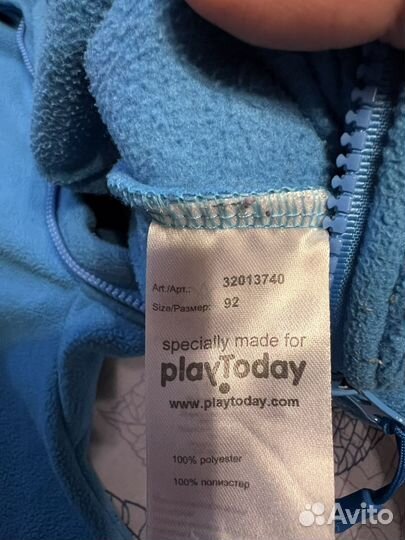 Art./Арт.: 32013740
Size/Размер: 92
specially made for
playToday
www.playtoday.com
100% polyester
100% полиэстер
Avito